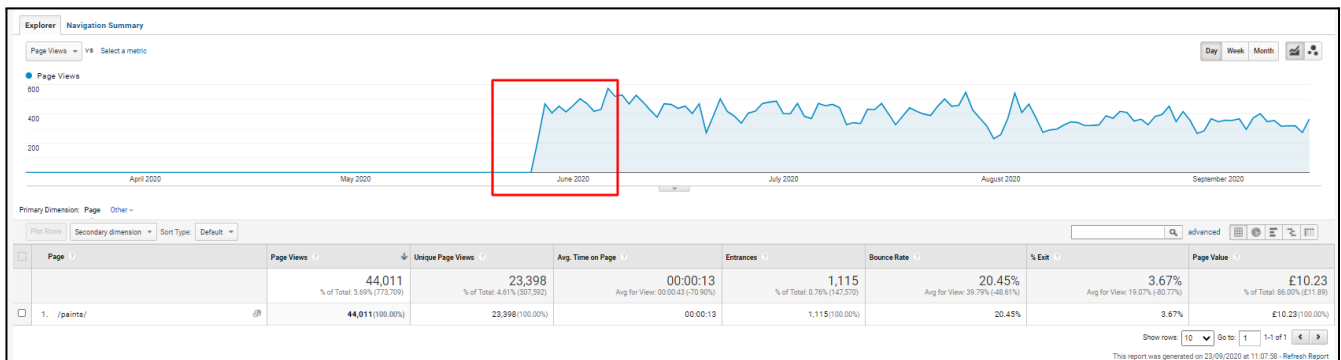 Explorer Navigation Summary
Page Views VS Select a metric Day Week Month
Page Views
600
400
200
April 2020 May 2020 June 2020 July 2020 August 2020 September 2020
Primary Dimension: Page Other
Plot Rows Secondary dimension Sort Type: Default advanced
Page Page Views Unique Page Views Avg. Time on Page Entrances Bounce Rate % Exit Page Value
44,011 23,398 00:00:13 1,115 20.45% 3.67% £10.23
% of Total: 5.69% (773,709) % of Total: 4.61% (507,592) Avg for View: 00:00:43 (-70.90%) % of Total: 0.76% (147,570) Avg for View: 39.79% (-48.61%) Avg for View: 19.07% (-80.77%) % of Total: 86.00% (£11.89)
1. /paints/ 44,011(100.00%) 23,398(100.00%) 00:00:13 1,115(100.00%) 20.45% 3.67% £10.23(100.00%)
Show rows: 10 Go to: 1 1-1 of 1
This report was generated on 23/09/2020 at 11:07:58 - Refresh Report